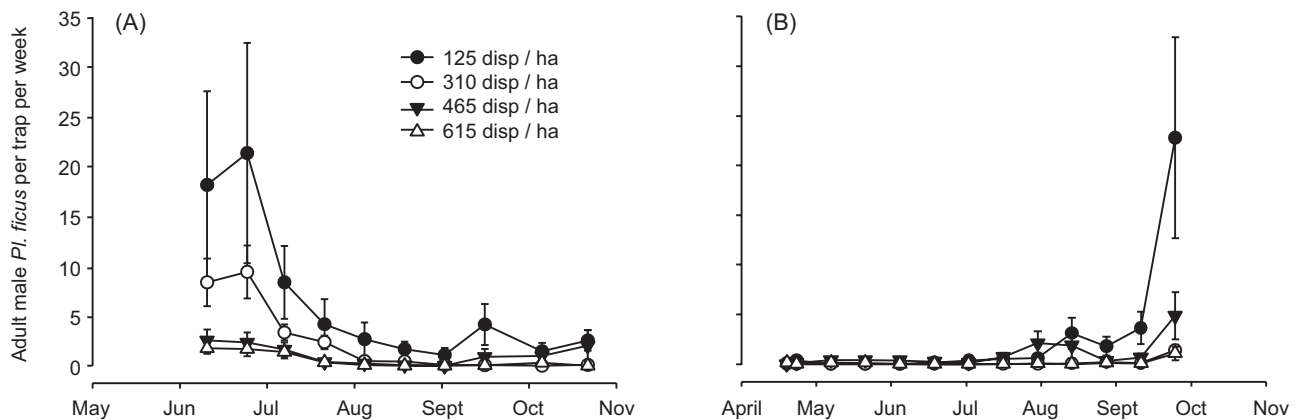 (A)
(B)
125 disp / ha
310 disp / ha
465 disp / ha
615 disp / ha
Adult male Pl. ficus per trap per week
35
30
25
20
15
10
5
0
May Jun Jul Aug Sept Oct Nov
April May Jun Jul Aug Sept Oct Nov